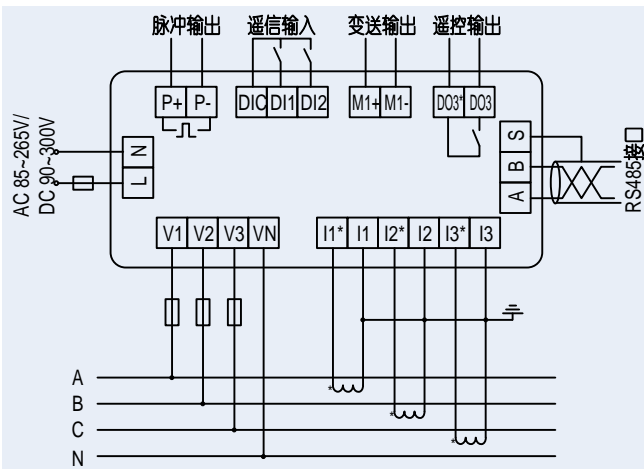 脉冲输出 遥信输入 变送输出 遥控输出
P+ P- DIC DI1 DI2 M1+ M1- DO3* DO3
AC 85~265V/
DC 90~300V
N
L
S
B
A
RS485接口
V1 V2 V3 VN I1* I1 I2* I2 I3* I3
A
*
B
*
C
*
N